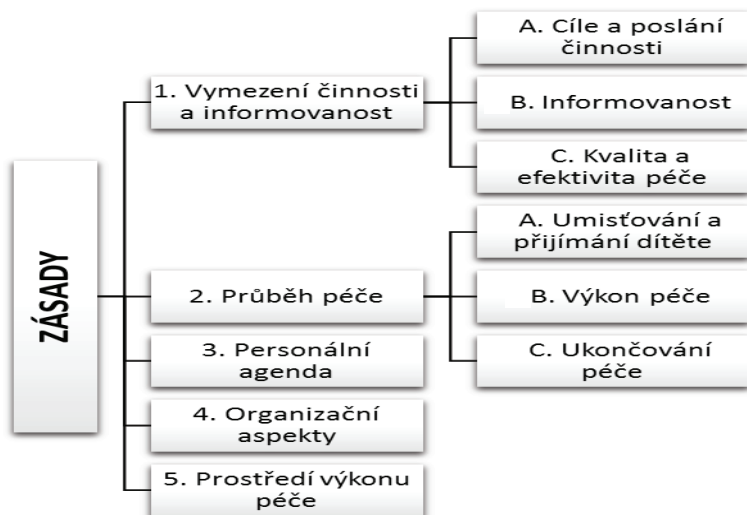 ZÁSADY
1. Vymezení činnosti
a informovanost
A. Cíle a poslání
činnosti
B. Informovanost
C. Kvalita a
efektivita péče
2. Průběh péče
A. Umisťování a
přijímání dítěte
B. Výkon péče
C. Ukončování
péče
3. Personální
agenda
4. Organizační
aspekty
5. Prostředí výkonu
péče